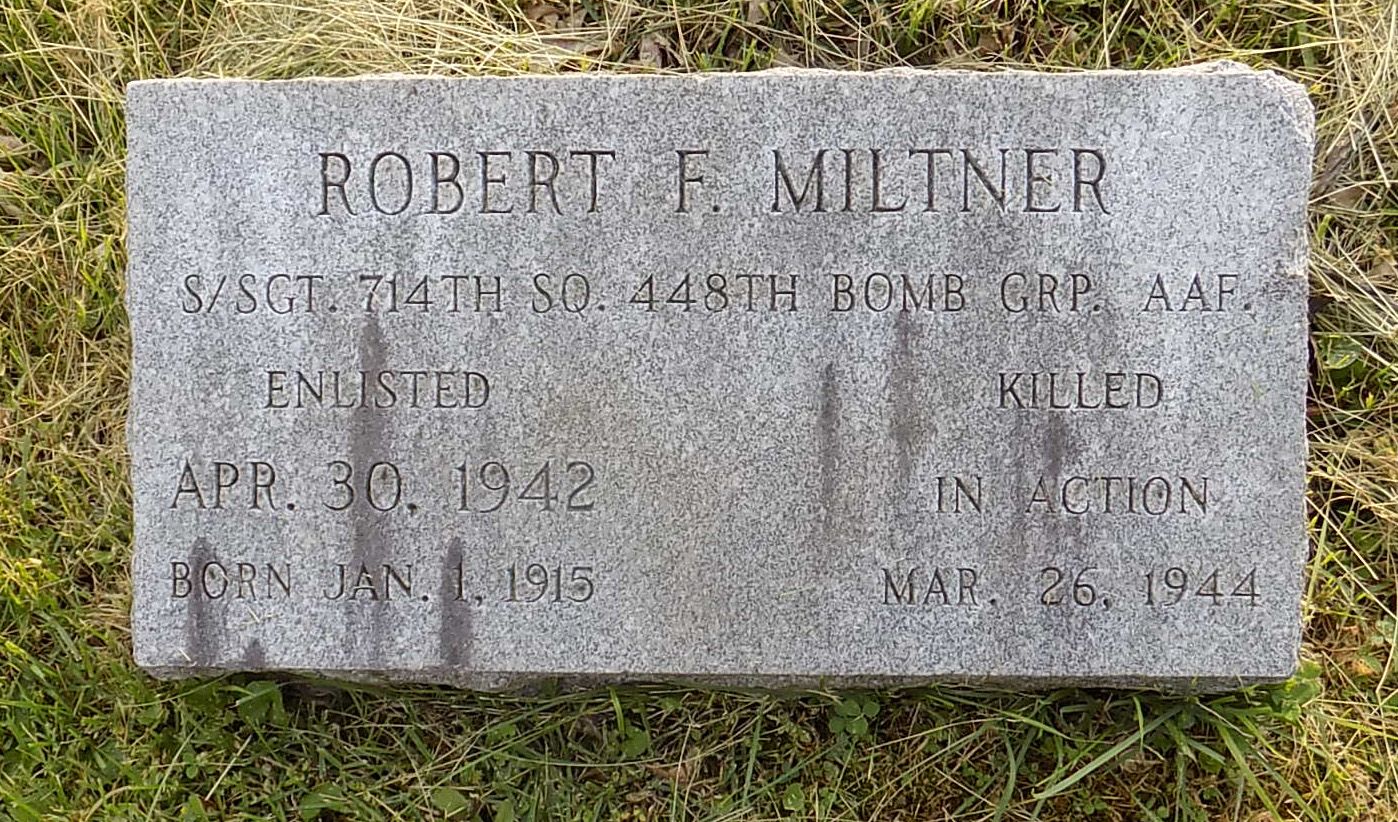 ROBERT F. MILTNER
S/SGT. 714TH SQ. 448TH BOMB GRP. AAF.
ENLISTED
APR. 30, 1942
BORN JAN. 1, 1915
KILLED
IN ACTION
MAR. 26, 1944